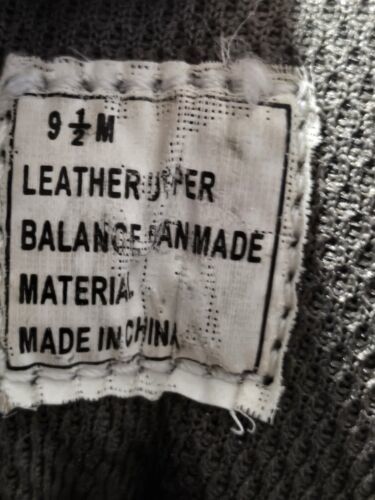 9 ½ M
LEATHER UPPER
BALANCE MANMADE
MATERIAL
MADE IN CHINA